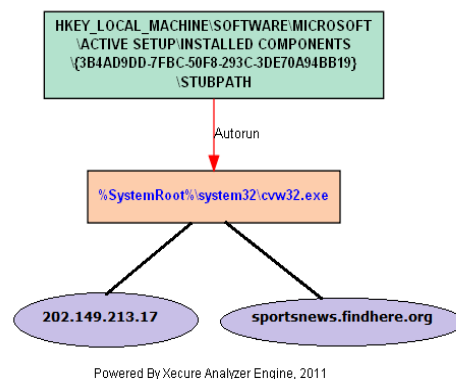 HKEY_LOCAL_MACHINE\SOFTWARE\MICROSOFT
\ACTIVE SETUP\INSTALLED COMPONENTS
\{3B4AD9DD-7FBC-50F8-293C-3DE70A94BB19}
\STUBPATH
Autorun
%SystemRoot%\system32\cvw32.exe
202.149.213.17
sportsnews.findhere.org
Powered By Xecure Analyzer Engine, 2011